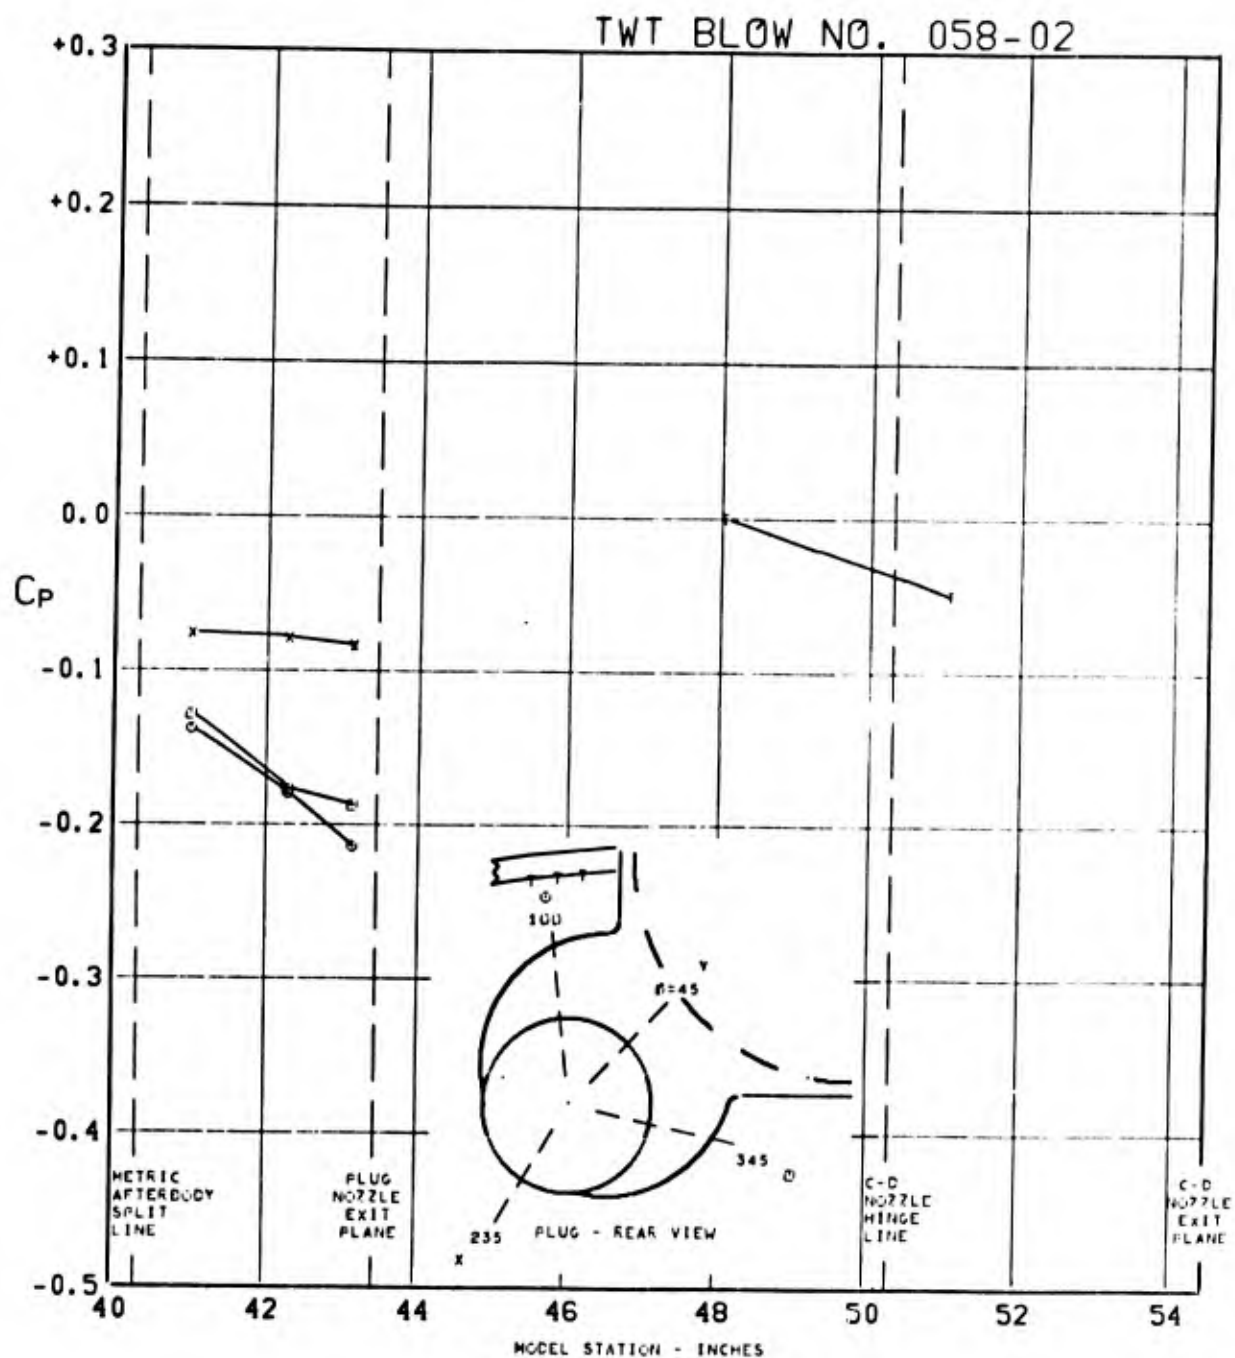 TWT BLOW NO. 058-02
+0.3
+0.2
+0.1
0.0
CP
-0.1
-0.2
-0.3
-0.4
-0.5
100
345
235
PLUG - REAR VIEW
METRIC
AFTERBODY
SPLIT
LINE
PLUG
NOZZLE
EXIT
PLANE
C-D
NOZZLE
HINGE
LINE
C-D
NOZZLE
EXIT
PLANE
40 42 44 46 48 50 52 54
MODEL STATION - INCHES